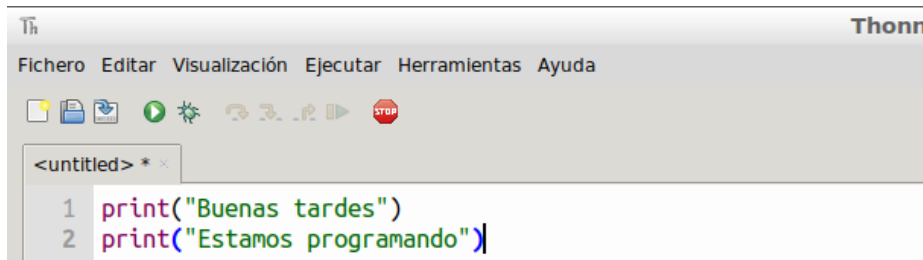 Th
Thonn
Fichero Editar Visualización Ejecutar Herramientas Ayuda
STOP
<untitled> * ×
1 print("Buenas tardes")
2 print("Estamos programando")